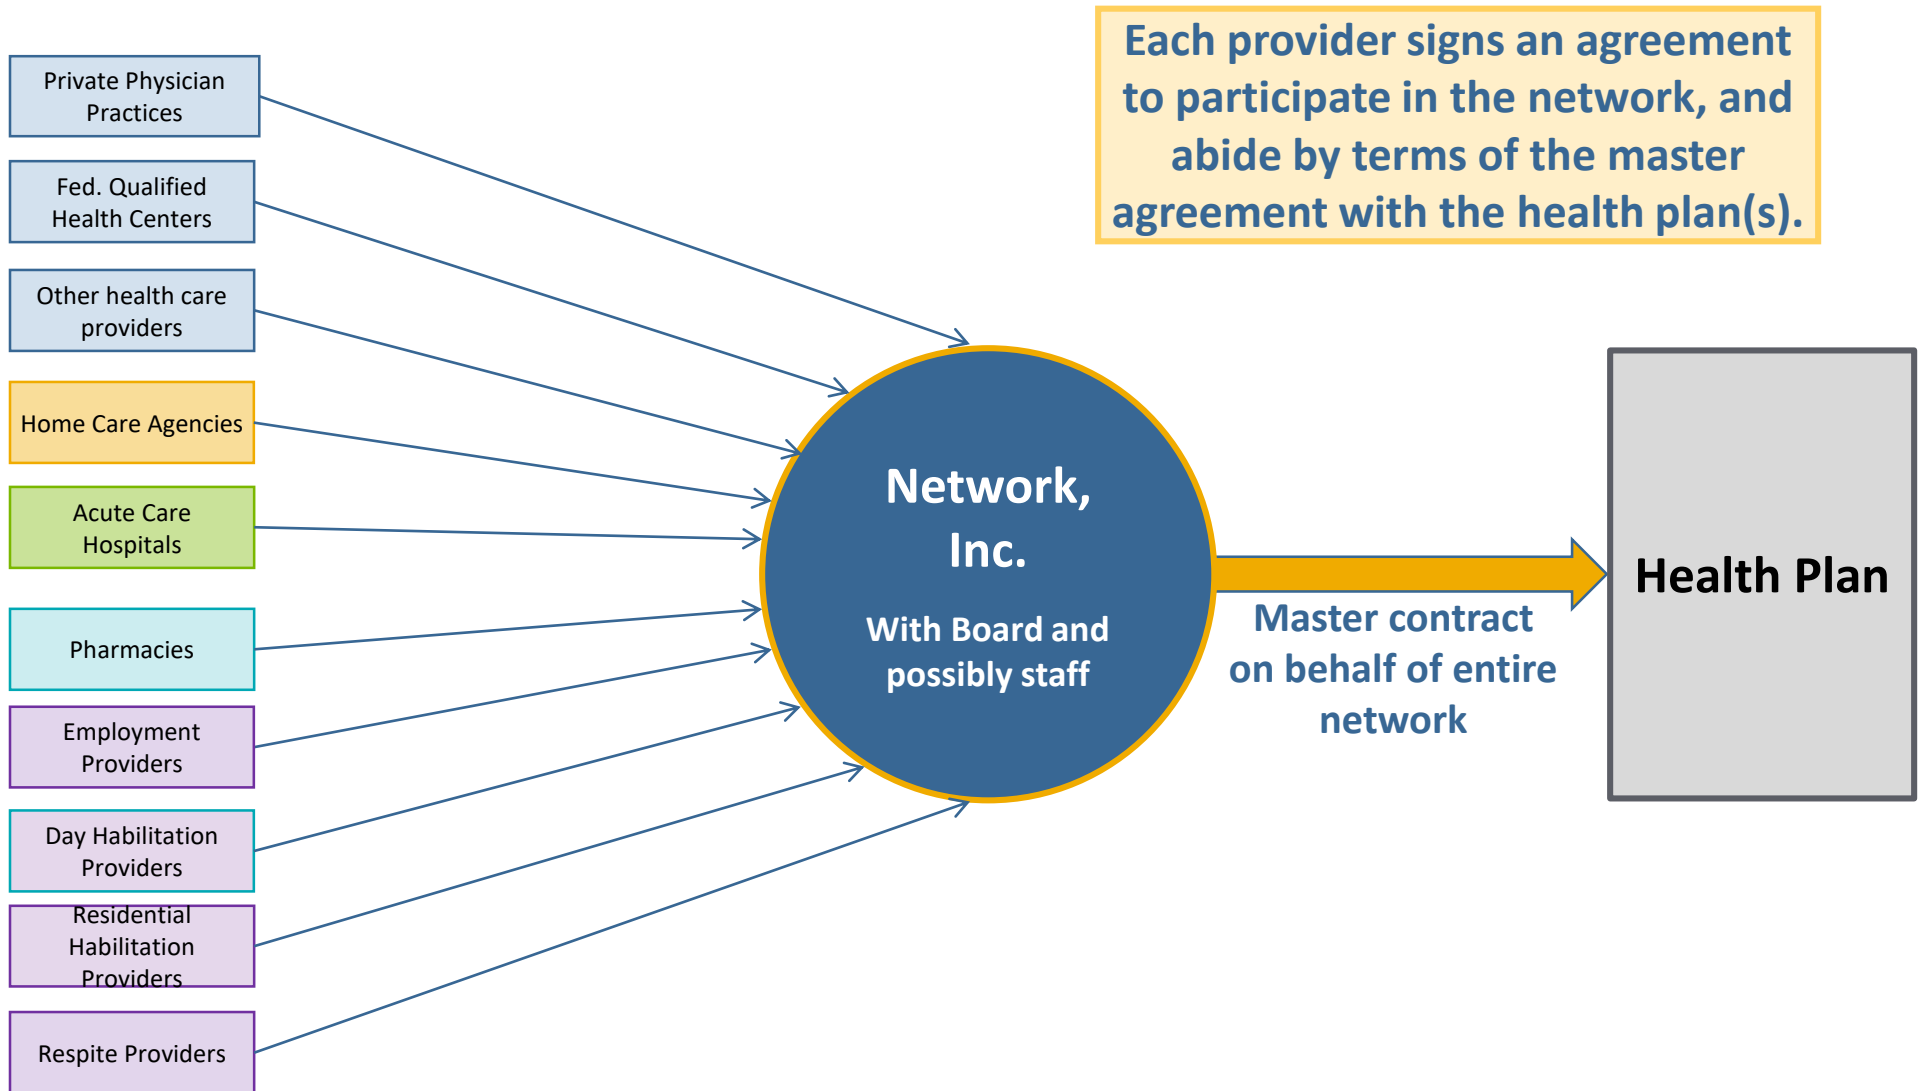 Each provider signs an agreement
to participate in the network, and
abide by terms of the master
agreement with the health plan(s).
Private Physician
Practices
Fed. Qualified
Health Centers
Other health care
providers
Home Care Agencies
Acute Care
Hospitals
Pharmacies
Employment
Providers
Day Habilitation
Providers
Residential
Habilitation
Providers
Respite Providers
Network,
Inc.
With Board and
possibly staff
Master contract
on behalf of entire
network
Health Plan